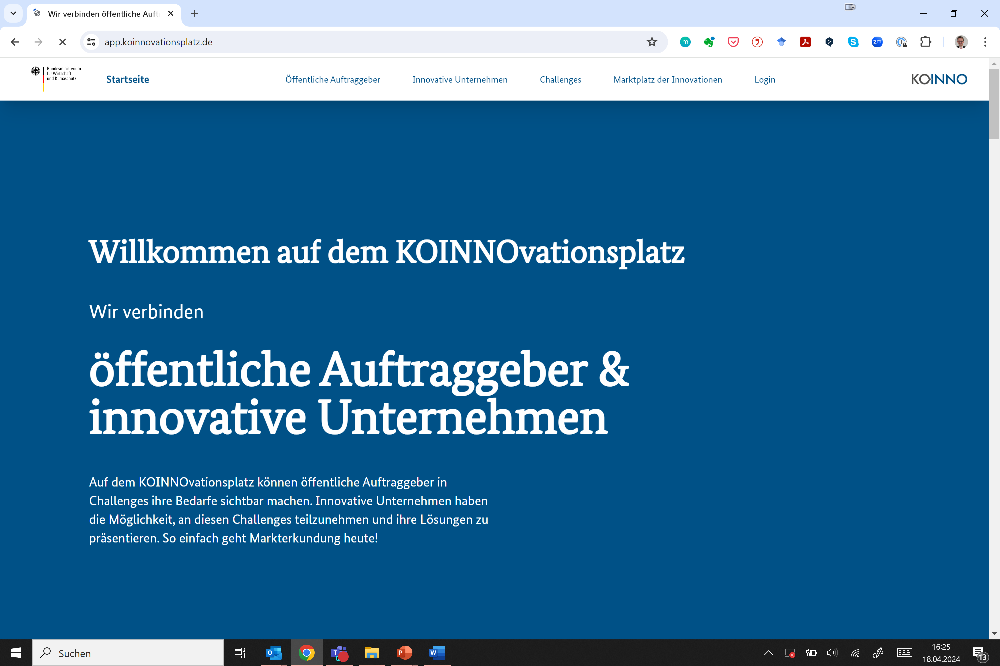 Wir verbinden öffentliche Auft
app.koinnovationsplatz.de
m
zm
Bundesministerium
für Wirtschaft
und Klimaschutz
Startseite
Öffentliche Auftraggeber
Innovative Unternehmen
Challenges
Marktplatz der Innovationen
Login
KOINNO
Willkommen auf dem KOINNOvationsplatz
Wir verbinden
öffentliche Auftraggeber &
innovative Unternehmen
Auf dem KOINNOvationsplatz können öffentliche Auftraggeber in
Challenges ihre Bedarfe sichtbar machen. Innovative Unternehmen haben
die Möglichkeit, an diesen Challenges teilzunehmen und ihre Lösungen zu
präsentieren. So einfach geht Markterkundung heute!
Suchen
16:25
18.04.2024
13